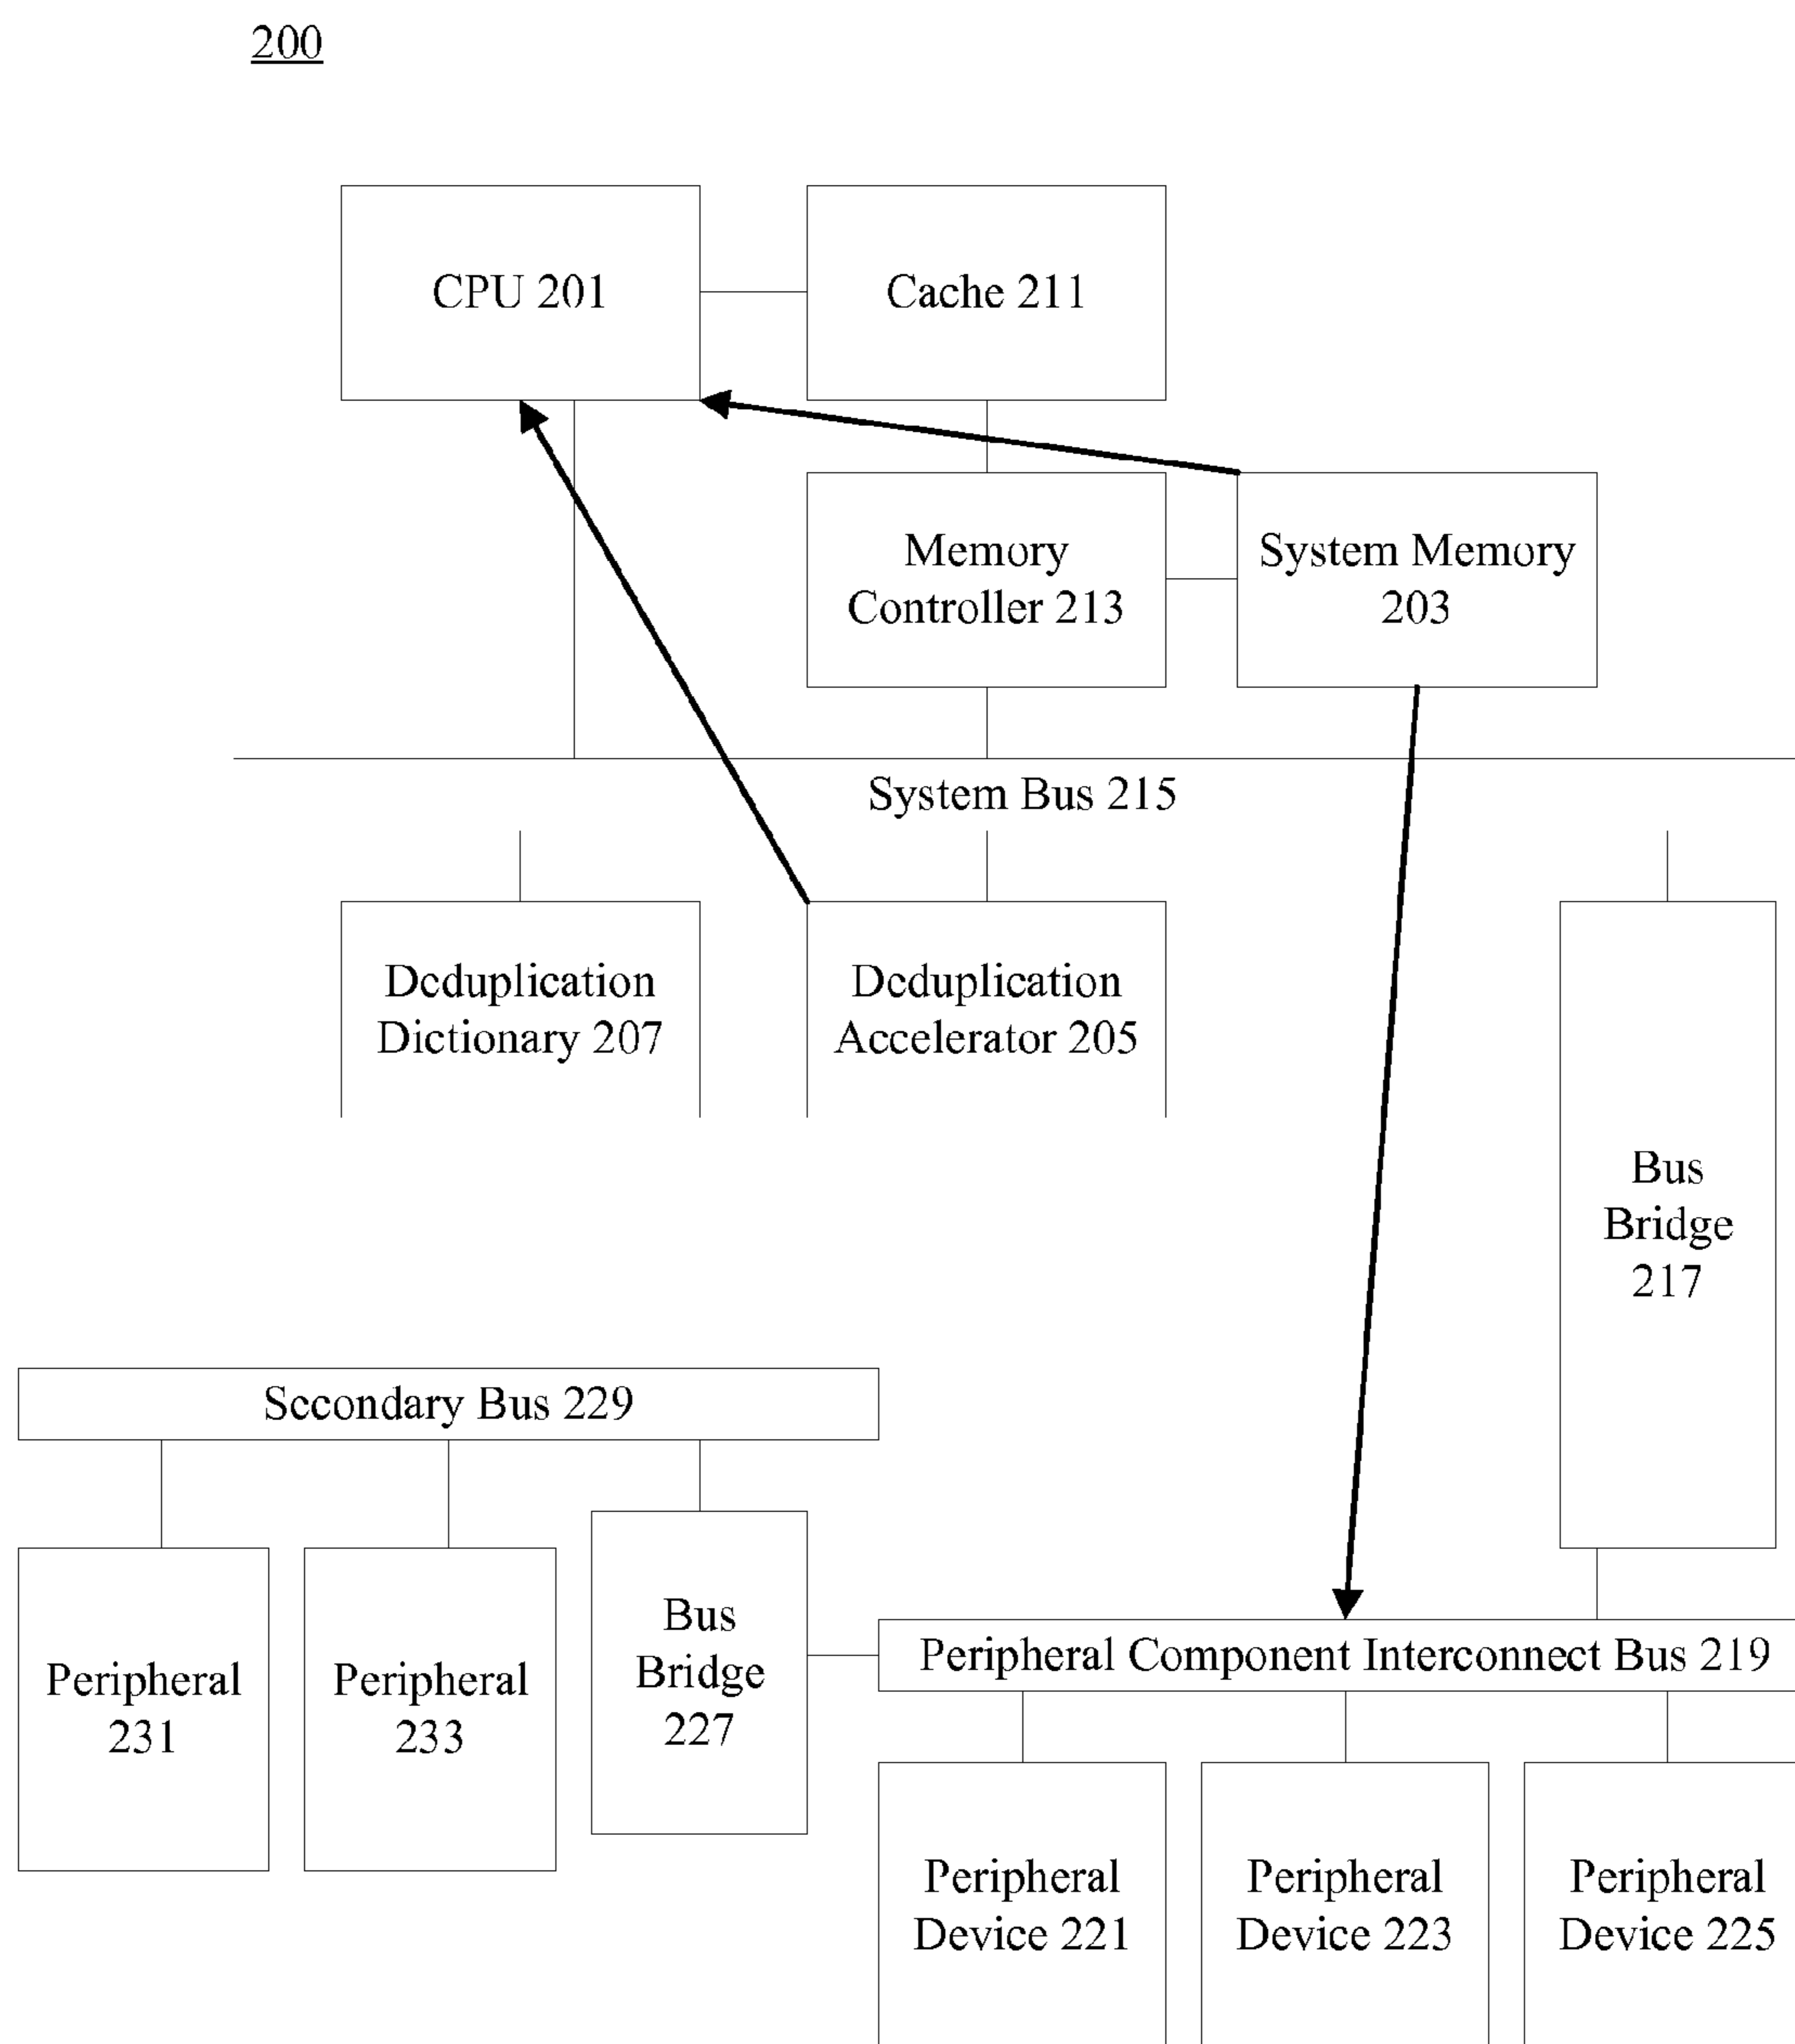 200
CPU 201
Cache 211
Memory
Controller 213
System Memory
203
System Bus 215
Deduplication
Dictionary 207
Deduplication
Accelerator 205
Bus
Bridge
217
Secondary Bus 229
Peripheral
231
Peripheral
233
Bus
Bridge
227
Peripheral Component Interconnect Bus 219
Peripheral
Device 221
Peripheral
Device 223
Peripheral
Device 225